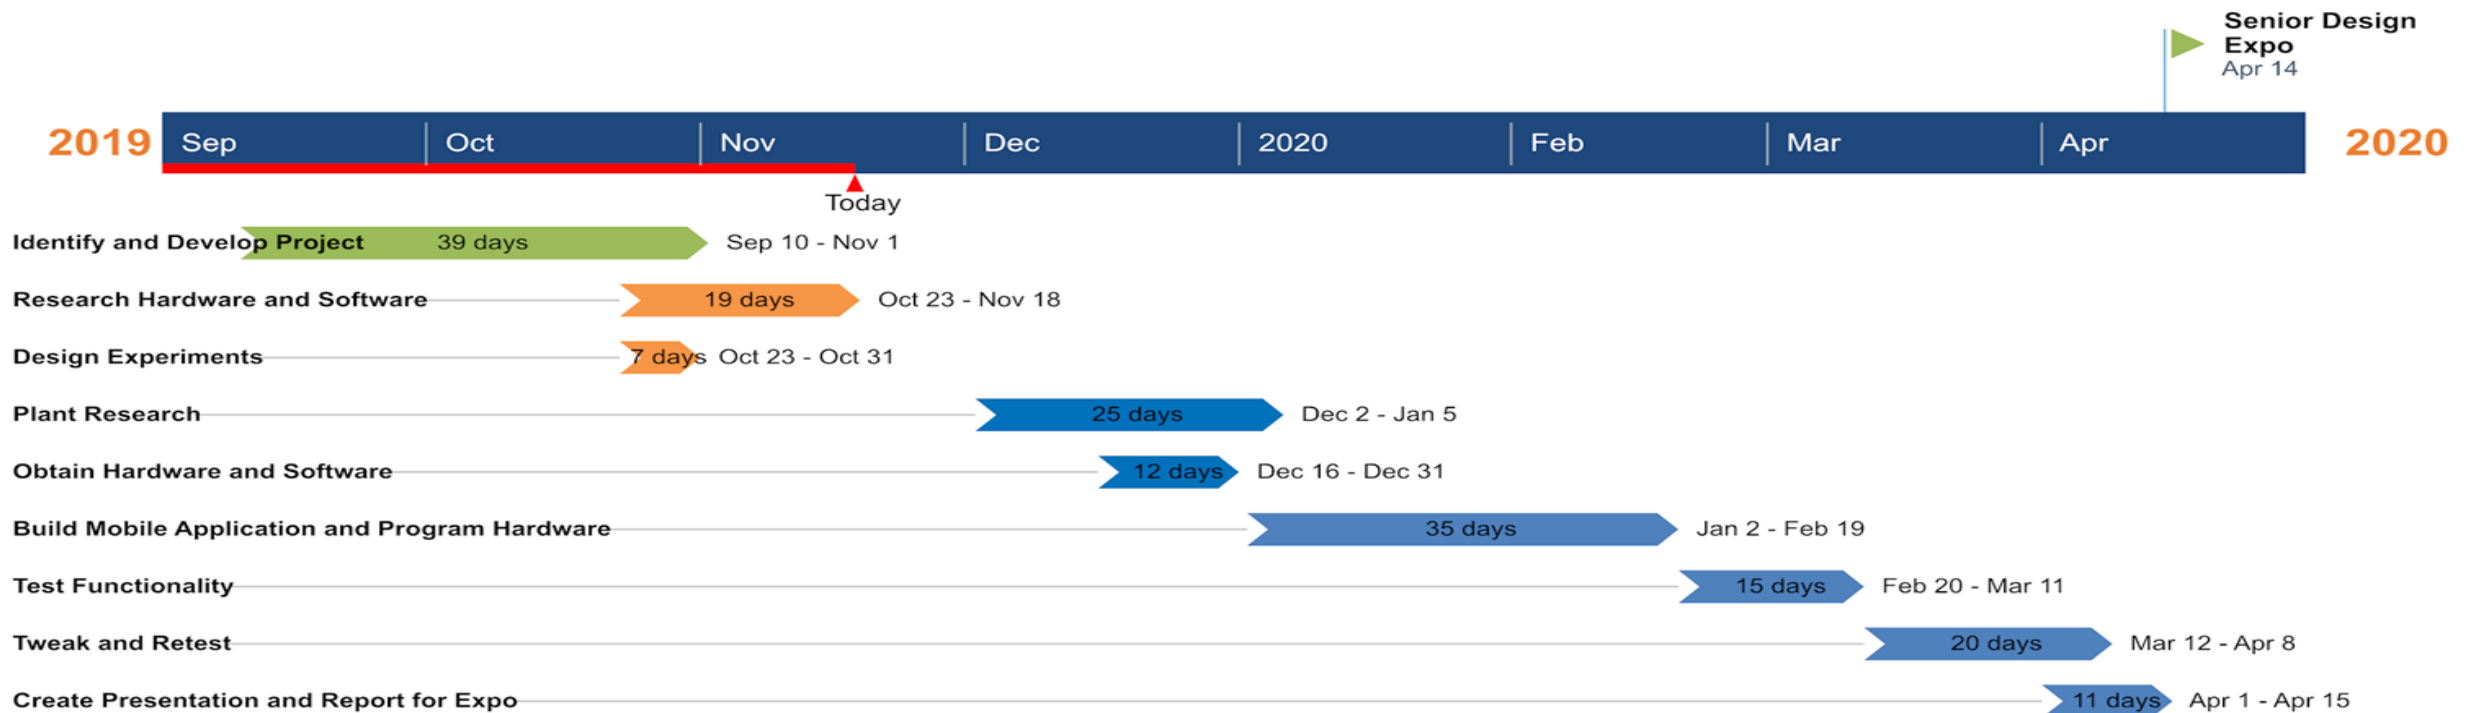 Senior Design
Expo
Apr 14
2019 Sep Oct Nov Dec 2020 Feb Mar Apr 2020
Today
Identify and Develop Project 39 days Sep 10 - Nov 1
Research Hardware and Software 19 days Oct 23 - Nov 18
Design Experiments 7 days Oct 23 - Oct 31
Plant Research 25 days Dec 2 - Jan 5
Obtain Hardware and Software 12 days Dec 16 - Dec 31
Build Mobile Application and Program Hardware 35 days Jan 2 - Feb 19
Test Functionality 15 days Feb 20 - Mar 11
Tweak and Retest 20 days Mar 12 - Apr 8
Create Presentation and Report for Expo 11 days Apr 1 - Apr 15